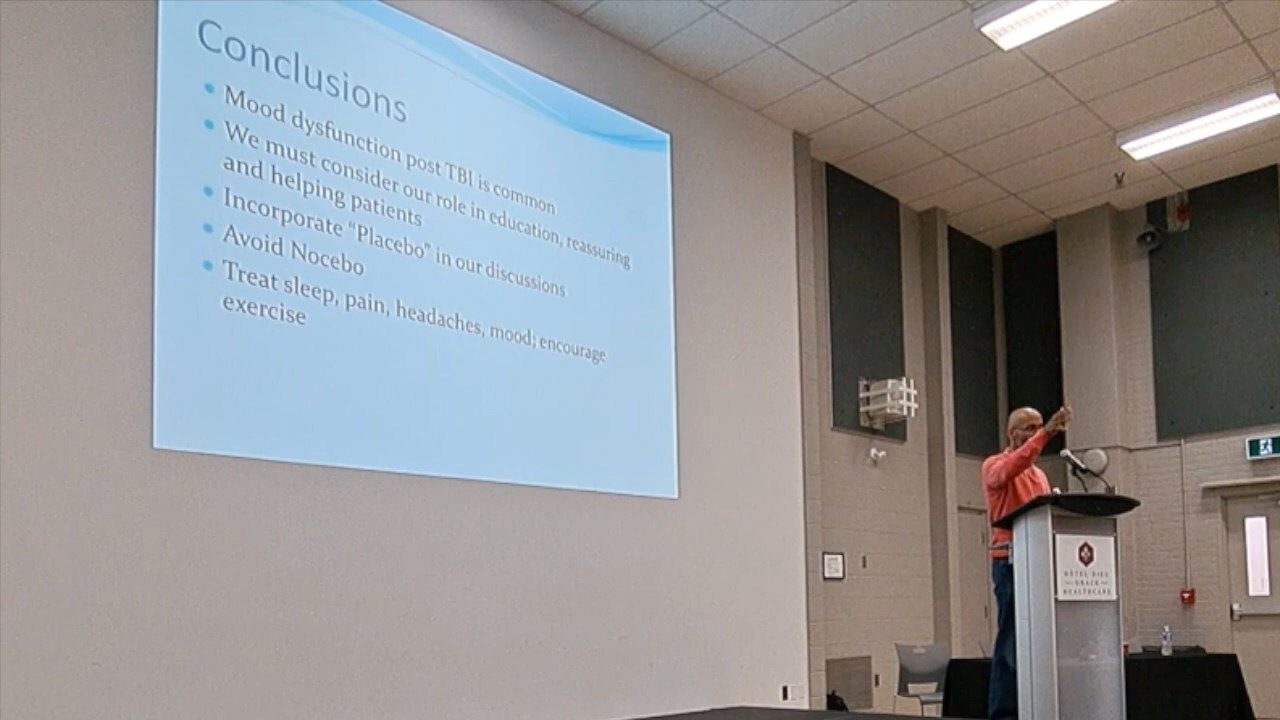 Conclusions
Mood dysfunction post TBI is common
We must consider our role in education, reassuring
and helping patients
Incorporate “Placebo” in our discussions
Avoid Nocebo
Treat sleep, pain, headaches, mood; encourage
exercise
HÔTEL-DIEU
GRACE
HEALTHCARE